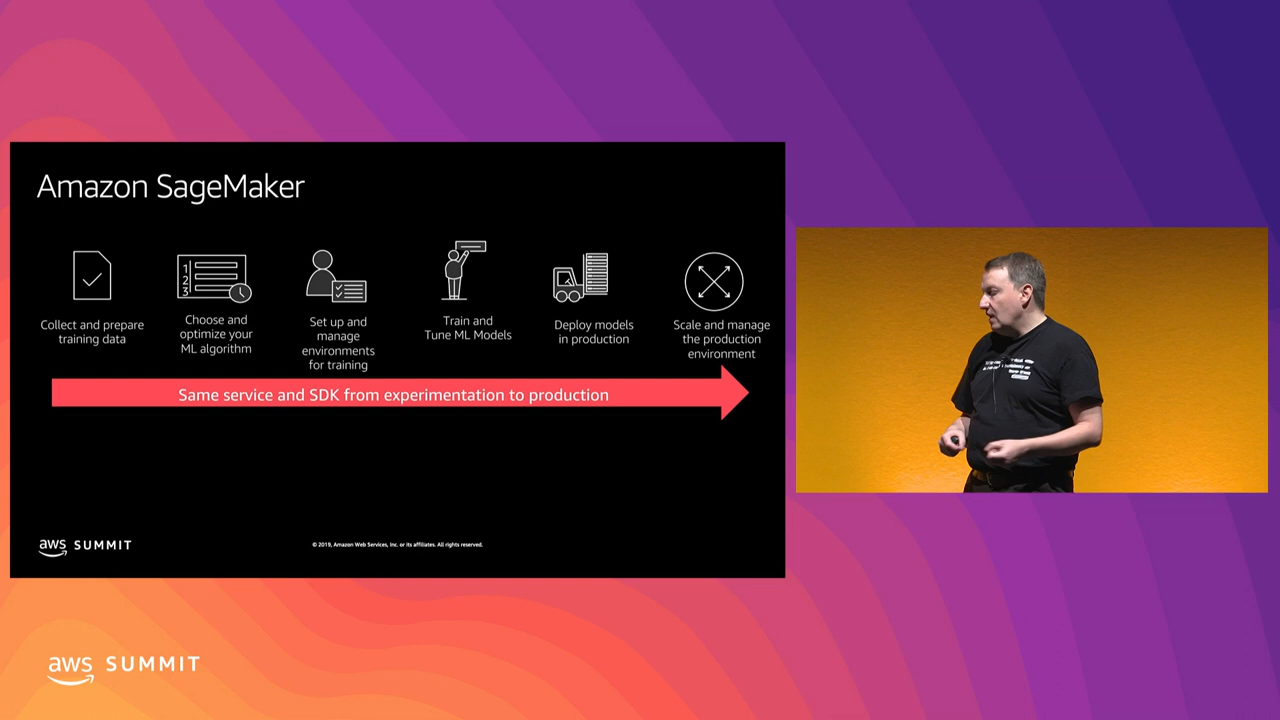 Amazon SageMaker
1
2
3
Collect and prepare
training data
Choose and
optimize your
ML algorithm
Set up and
manage
environments
for training
Train and
Tune ML Models
Deploy models
in production
Scale and manage
the production
environment
Same service and SDK from experimentation to production
aws SUMMIT
© 2019, Amazon Web Services, Inc. or its affiliates. All rights reserved.
aws SUMMIT